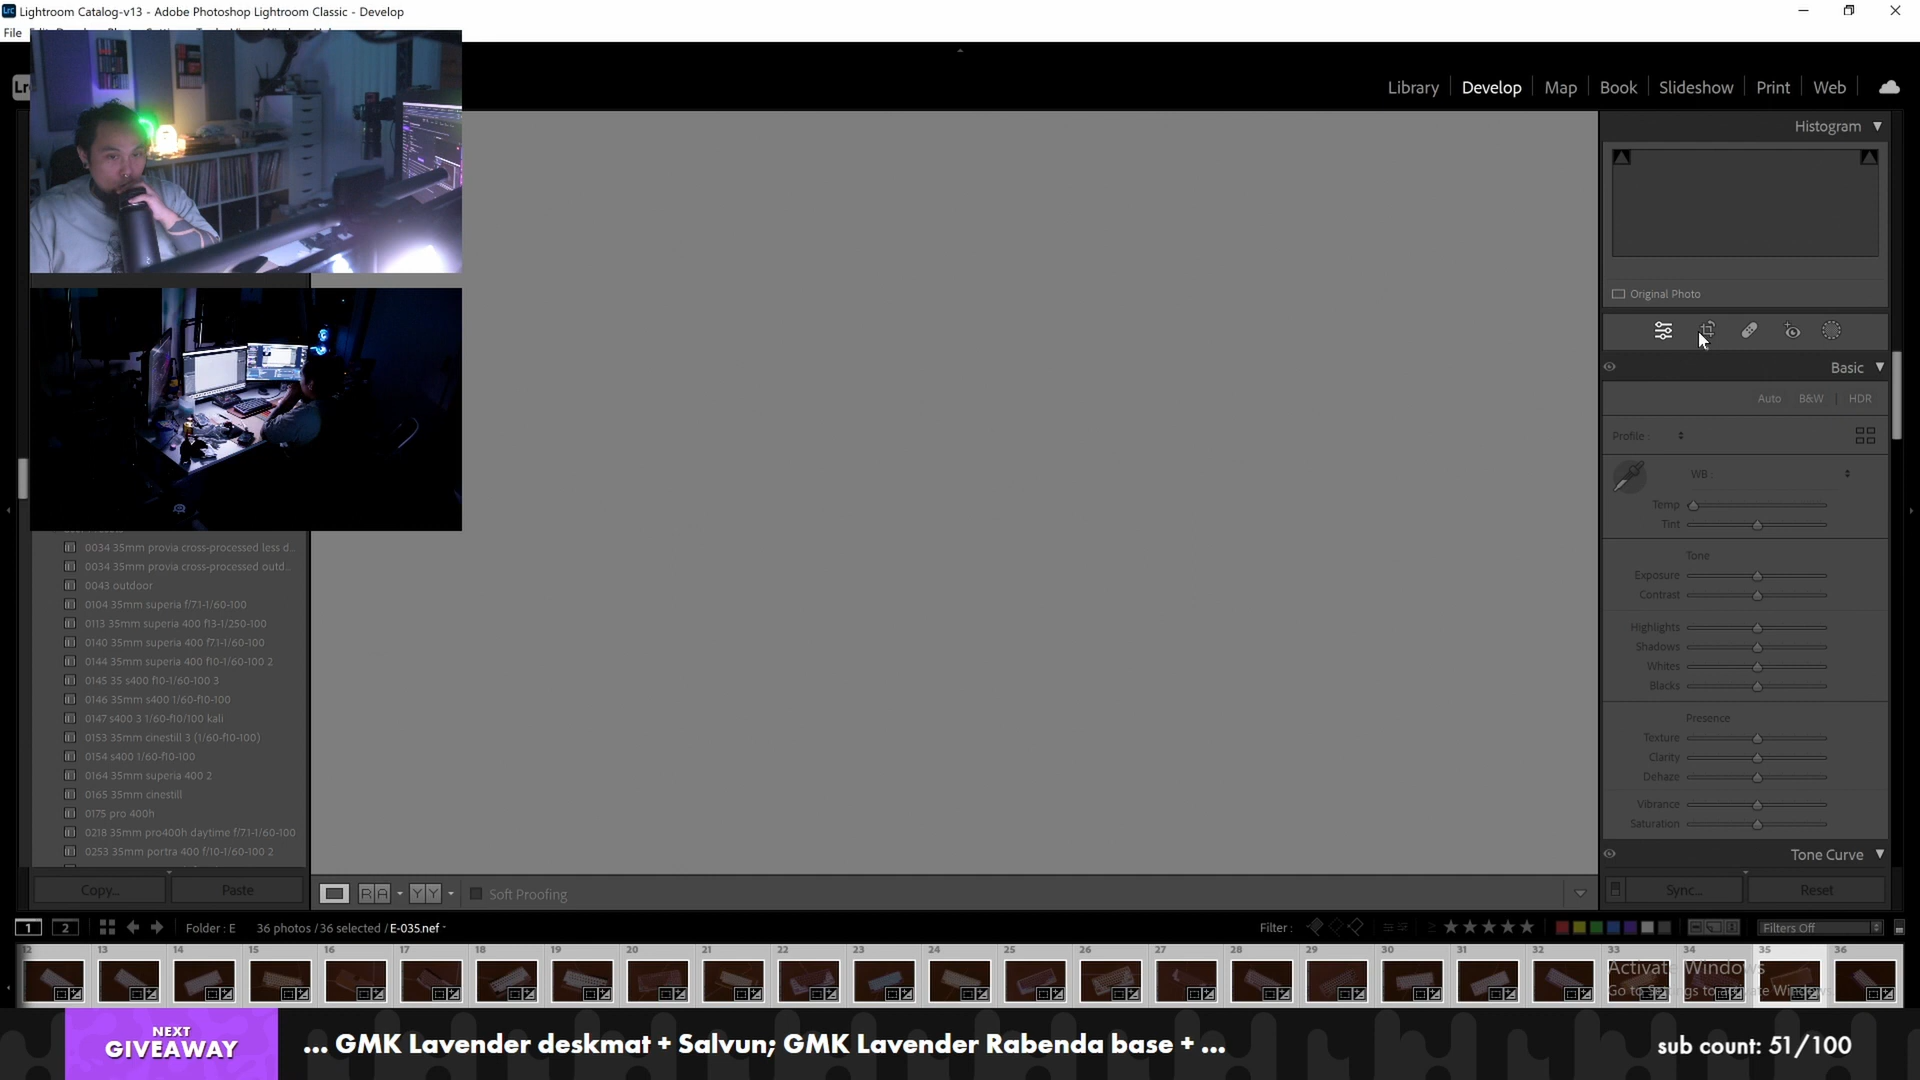 Lightroom Catalog-v13 - Adobe Photoshop Lightroom Classic - Develop
File
Lrc
Library
Develop
Map
Book
Slideshow
Print
Web
Histogram
Original Photo
Basic
Auto
B&W
HDR
Profile :
WB :
Temp
Tint
Tone
Exposure
Contrast
Highlights
Shadows
Whites
Blacks
Presence
Texture
Clarity
Dehaze
Vibrance
Saturation
Tone Curve
Sync...
Reset
0034 35mm provia cross-processed less d...
0034 35mm provia cross-processed outd...
0043 outdoor
0104 35mm superia f/7.1-1/60-100
0113 35mm superia 400 f13-1/250-100
0140 35mm superia 400 f7.1-1/60-100
0144 35mm superia 400 f10-1/60-100 2
0145 35 s400 f10-1/60-100 3
0146 35mm s400 1/60-f10-100
0147 s400 3 1/60-f10/100 kali
0153 35mm cinestill 3 (1/60-f10-100)
0154 s400 1/60-f10-100
0164 35mm superia 400 2
0165 35mm cinestill
0175 pro 400h
0218 35mm pro400h daytime f/7.1-1/60-100
0253 35mm portra 400 f/10-1/60-100 2
Copy...
Paste
R A
Y Y
Soft Proofing
1
2
Folder : E
36 photos / 36 selected / E-035.nef
Filter :
Filters Off
12 13 14 15 16 17 18 19 20 21 22 23 24 25 26 27 28 29 30 31 32 33 34 35 36
Activate Windows
Go to Settings to activate Windows.
NEXT
GIVEAWAY
... GMK Lavender deskmat + Salvun; GMK Lavender Rabenda base + ...
sub count: 51/100